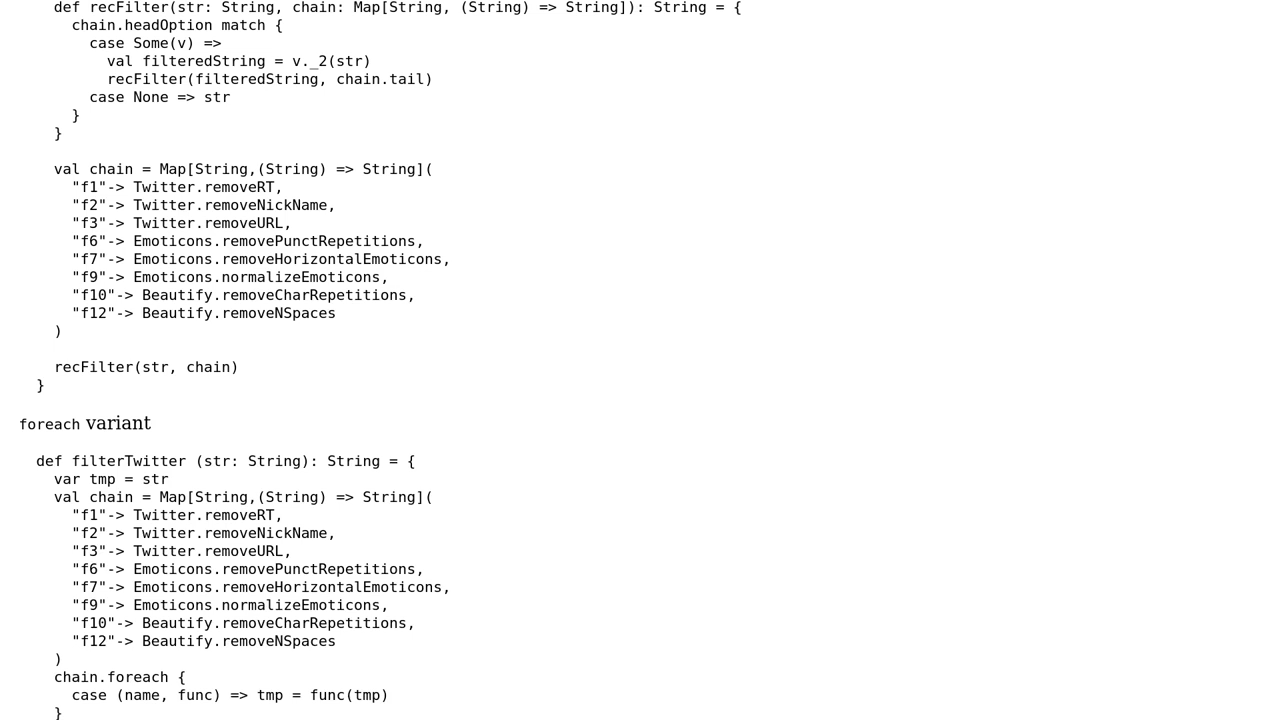 def recFilter(str: String, chain: Map[String, (String) => String]): String = {
chain.headOption match {
case Some(v) =>
val filteredString = v._2(str)
recFilter(filteredString, chain.tail)
case None => str
}
}
val chain = Map[String,(String) => String](
"f1"-> Twitter.removeRT,
"f2"-> Twitter.removeNickName,
"f3"-> Twitter.removeURL,
"f6"-> Emoticons.removePunctRepetitions,
"f7"-> Emoticons.removeHorizontalEmoticons,
"f9"-> Emoticons.normalizeEmoticons,
"f10"-> Beautify.removeCharRepetitions,
"f12"-> Beautify.removeNSpaces
)
recFilter(str, chain)
}
foreach variant
def filterTwitter (str: String): String = {
var tmp = str
val chain = Map[String,(String) => String](
"f1"-> Twitter.removeRT,
"f2"-> Twitter.removeNickName,
"f3"-> Twitter.removeURL,
"f6"-> Emoticons.removePunctRepetitions,
"f7"-> Emoticons.removeHorizontalEmoticons,
"f9"-> Emoticons.normalizeEmoticons,
"f10"-> Beautify.removeCharRepetitions,
"f12"-> Beautify.removeNSpaces
)
chain.foreach {
case (name, func) => tmp = func(tmp)
}